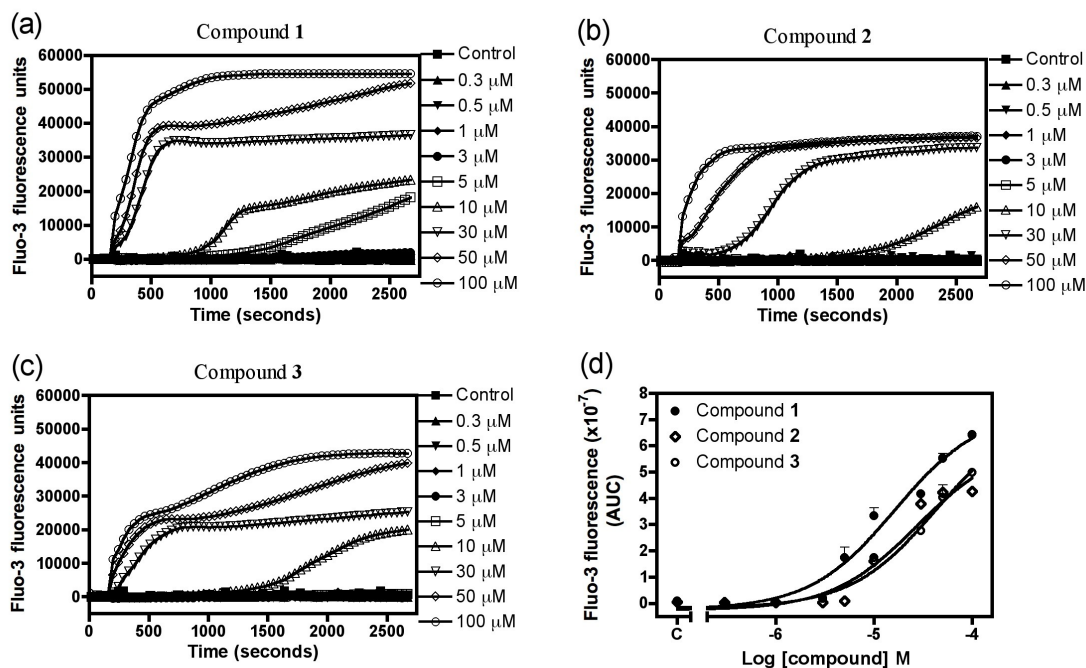 (a)
Compound 1
Fluo-3 fluorescence units
60000
50000
40000
30000
20000
10000
0
0 500 1000 1500 2000 2500
Time (seconds)
Control
0.3 µM
0.5 µM
1 µM
3 µM
5 µM
10 µM
30 µM
50 µM
100 µM
(b)
Compound 2
Fluo-3 fluorescence units
60000
50000
40000
30000
20000
10000
0
0 500 1000 1500 2000 2500
Time (seconds)
Control
0.3 µM
0.5 µM
1 µM
3 µM
5 µM
10 µM
30 µM
50 µM
100 µM
(c)
Compound 3
Fluo-3 fluorescence units
60000
50000
40000
30000
20000
10000
0
0 500 1000 1500 2000 2500
Time (seconds)
Control
0.3 µM
0.5 µM
1 µM
3 µM
5 µM
10 µM
30 µM
50 µM
100 µM
(d)
Fluo-3 fluorescence (x10⁻⁷)
(AUC)
8
7
6
5
4
3
2
1
0
Compound 1
Compound 2
Compound 3
C -6 -5 -4
Log [compound] M